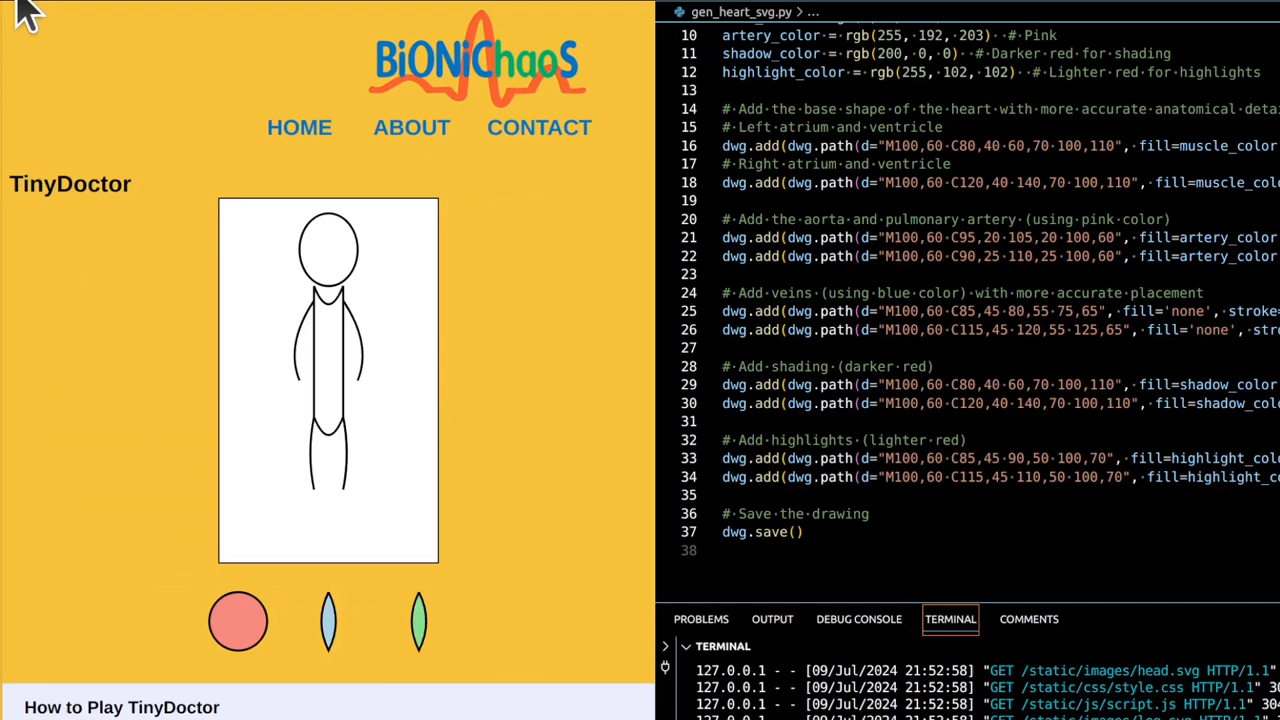 BiONiChaoS
HOME ABOUT CONTACT
TinyDoctor
How to Play TinyDoctor
gen_heart_svg.py > ...
10 artery_color = rgb(255, 192, 203) # Pink
11 shadow_color = rgb(200, 0, 0) # Darker red for shading
12 highlight_color = rgb(255, 102, 102) # Lighter red for highlights
13
14 # Add the base shape of the heart with more accurate anatomical detai
15 # Left atrium and ventricle
16 dwg.add(dwg.path(d="M100,60 C80,40 60,70 100,110", fill=muscle_color
17 # Right atrium and ventricle
18 dwg.add(dwg.path(d="M100,60 C120,40 140,70 100,110", fill=muscle_colo
19
20 # Add the aorta and pulmonary artery (using pink color)
21 dwg.add(dwg.path(d="M100,60 C95,20 105,20 100,60", fill=artery_color
22 dwg.add(dwg.path(d="M100,60 C90,25 110,25 100,60", fill=artery_color
23
24 # Add veins (using blue color) with more accurate placement
25 dwg.add(dwg.path(d="M100,60 C85,45 80,55 75,65", fill='none', stroke=
26 dwg.add(dwg.path(d="M100,60 C115,45 120,55 125,65", fill='none', stro
27
28 # Add shading (darker red)
29 dwg.add(dwg.path(d="M100,60 C80,40 60,70 100,110", fill=shadow_color
30 dwg.add(dwg.path(d="M100,60 C120,40 140,70 100,110", fill=shadow_colo
31
32 # Add highlights (lighter red)
33 dwg.add(dwg.path(d="M100,60 C85,45 90,50 100,70", fill=highlight_colo
34 dwg.add(dwg.path(d="M100,60 C115,45 110,50 100,70", fill=highlight_co
35
36 # Save the drawing
37 dwg.save()
38
PROBLEMS OUTPUT DEBUG CONSOLE TERMINAL COMMENTS
TERMINAL
127.0.0.1 - - [09/Jul/2024 21:52:58] "GET /static/images/head.svg HTTP/1.1"
127.0.0.1 - - [09/Jul/2024 21:52:58] "GET /static/css/style.css HTTP/1.1" 30
127.0.0.1 - - [09/Jul/2024 21:52:58] "GET /static/js/script.js HTTP/1.1" 304